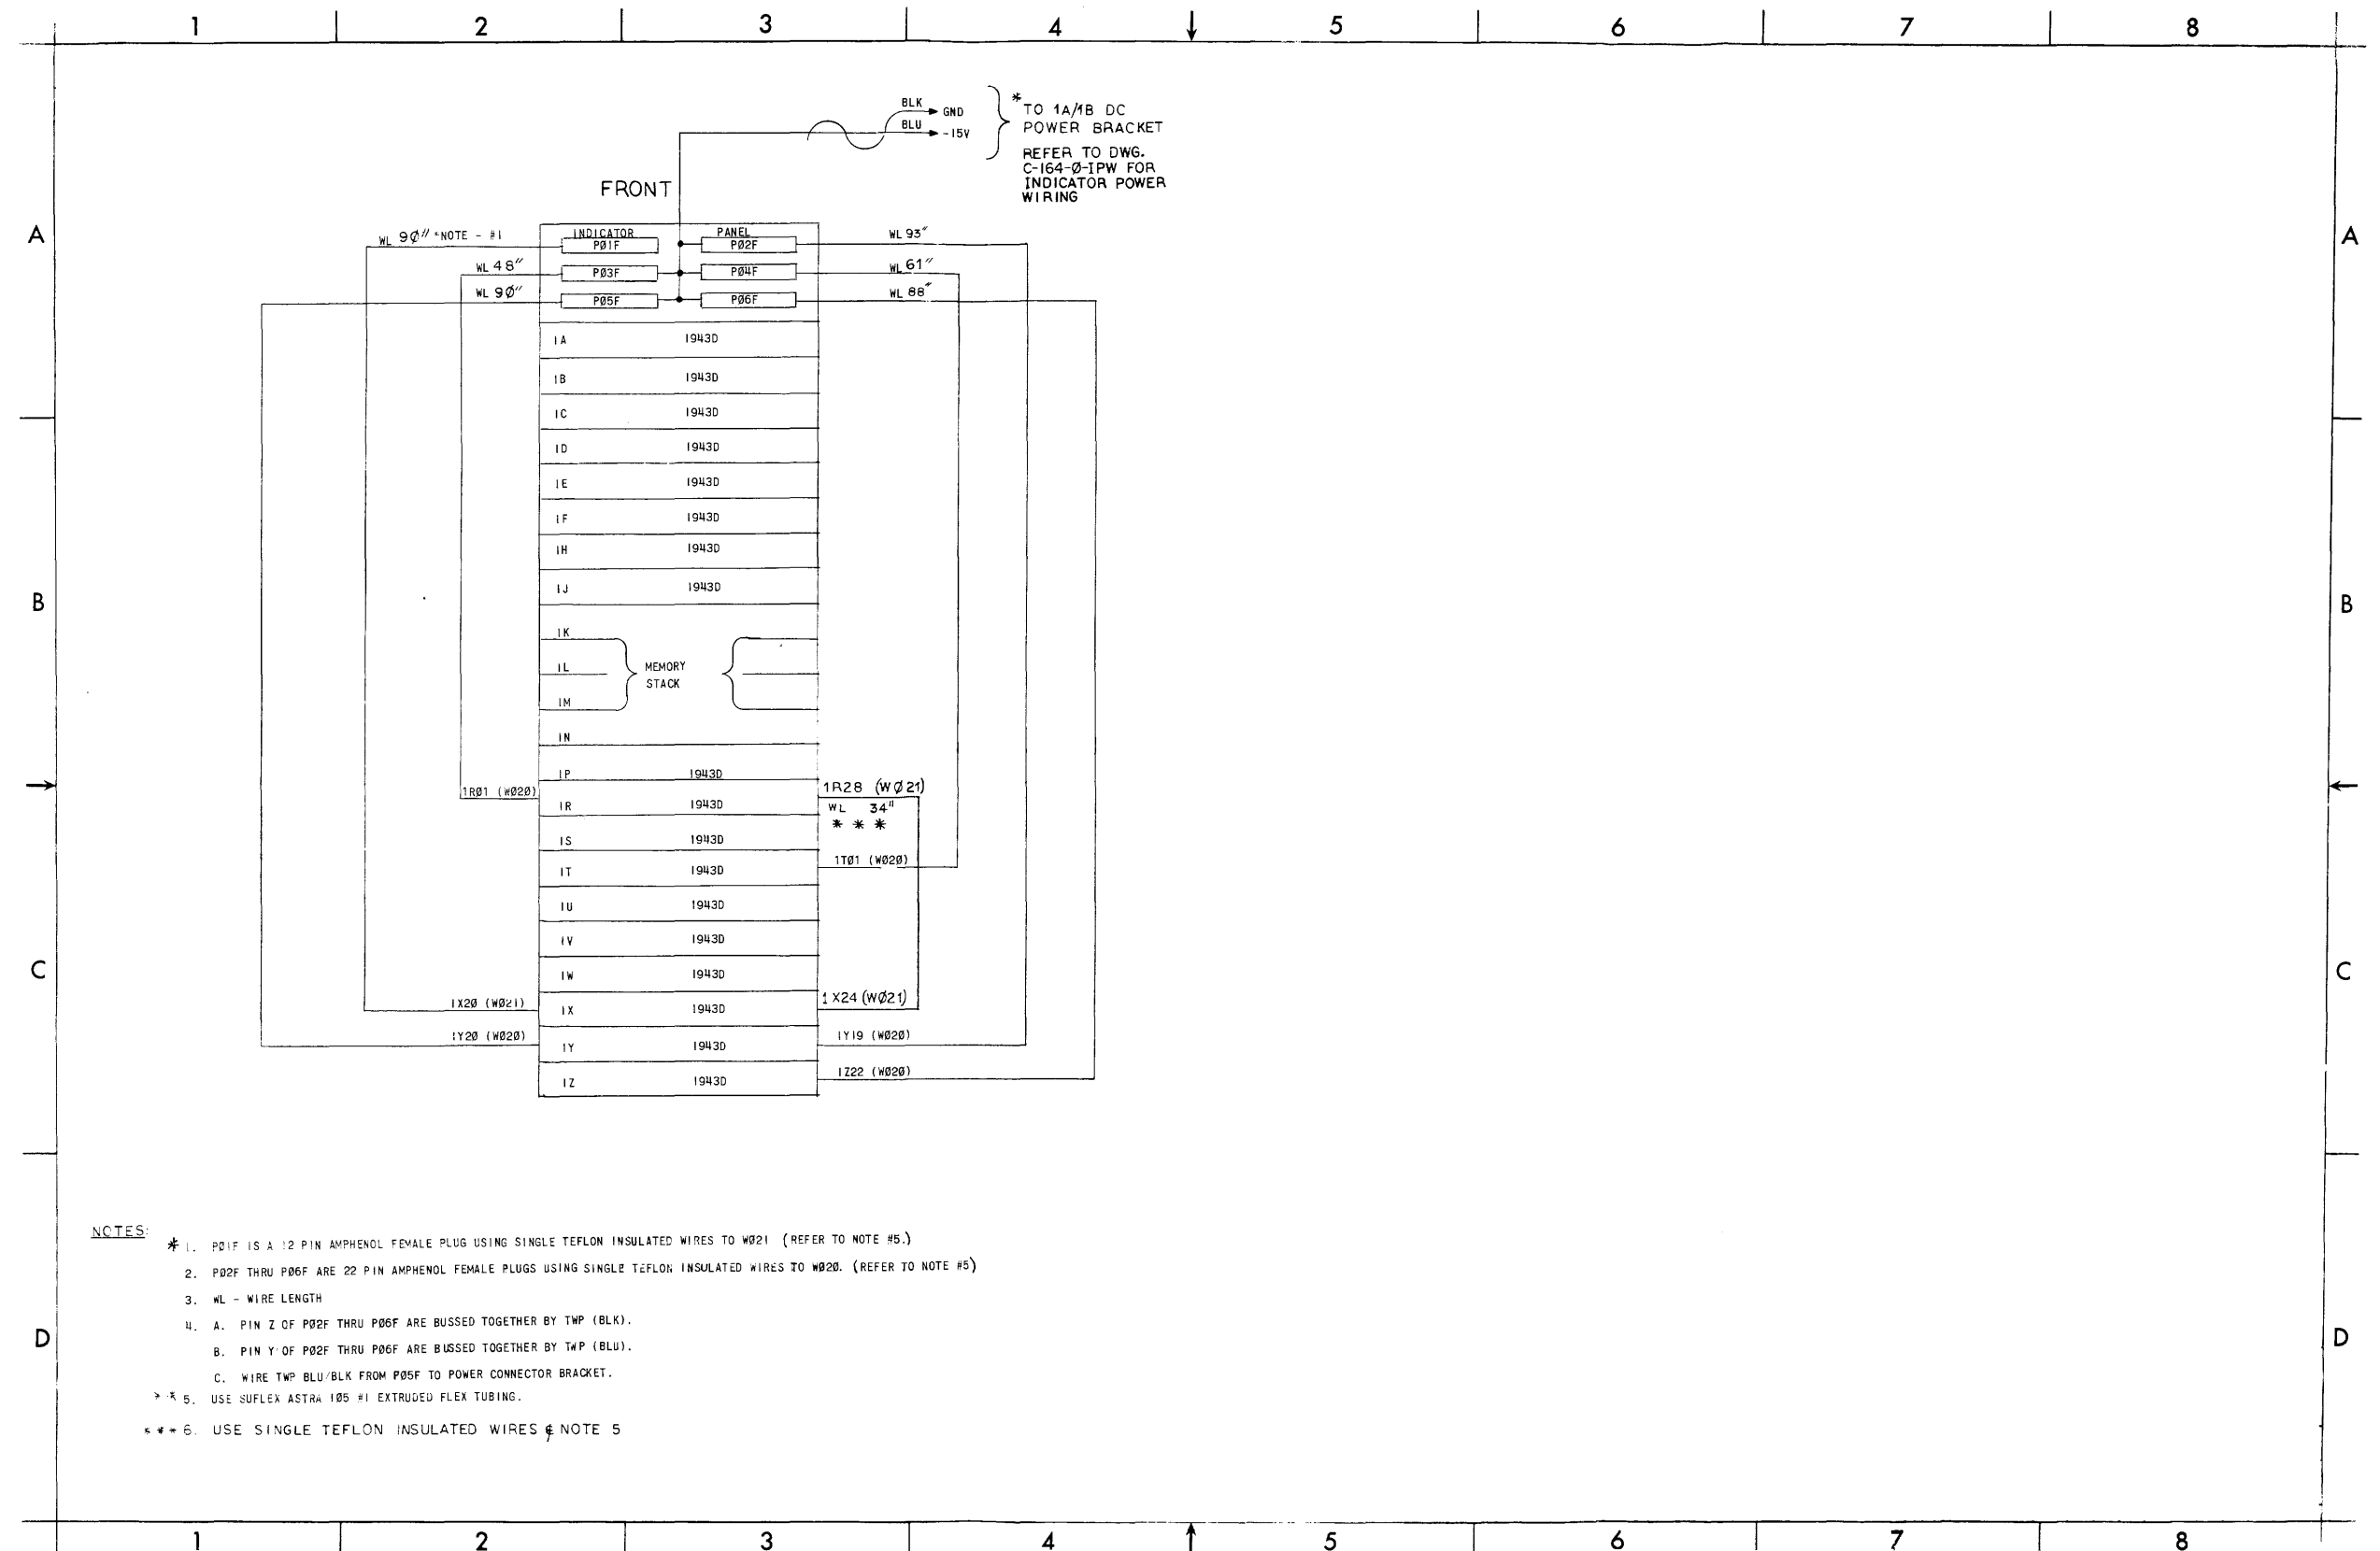 1 2 3 4 5 6 7 8
BLK
GND
BLU
-15V
*
TO 1A/1B DC
POWER BRACKET
REFER TO DWG.
C-164-Ø-IPW FOR
INDICATOR POWER
WIRING
FRONT
A
A
WL 9Ø" *NOTE - #1
INDICATOR
PANEL
WL 93"
PØ1F
PØ2F
WL 48"
PØ3F
PØ4F
WL 61"
WL 9Ø"
PØ5F
PØ6F
WL 88"
1A 1943D
1B 1943D
1C 1943D
1D 1943D
1E 1943D
1F 1943D
1H 1943D
1J 1943D
B
B
1K
1L
MEMORY
STACK
1M
1N
1P 1943D
1RØ1 (WØ2Ø)
1R28 (WØ21)
1R 1943D
WL 34"
* * *
1S 1943D
1TØ1 (WØ2Ø)
1T 1943D
1U 1943D
1V 1943D
C
C
1W 1943D
1X2Ø (WØ21)
1X24 (WØ21)
1X 1943D
1Y2Ø (WØ2Ø)
1Y19 (WØ2Ø)
1Y 1943D
1Z22 (WØ2Ø)
1Z 1943D
NOTES:
* 1. PØ1F IS A 12 PIN AMPHENOL FEMALE PLUG USING SINGLE TEFLON INSULATED WIRES TO WØ21 (REFER TO NOTE #5.)
2. PØ2F THRU PØ6F ARE 22 PIN AMPHENOL FEMALE PLUGS USING SINGLE TEFLON INSULATED WIRES TO WØ2Ø. (REFER TO NOTE #5)
3. WL - WIRE LENGTH
4. A. PIN Z OF PØ2F THRU PØ6F ARE BUSSED TOGETHER BY TWP (BLK).
D
D
B. PIN Y OF PØ2F THRU PØ6F ARE BUSSED TOGETHER BY TWP (BLU).
C. WIRE TWP BLU/BLK FROM PØ5F TO POWER CONNECTOR BRACKET.
* * 5. USE SUFLEX ASTRA 1Ø5 #1 EXTRUDED FLEX TUBING.
* * * 6. USE SINGLE TEFLON INSULATED WIRES & NOTE 5
1 2 3 4 5 6 7 8